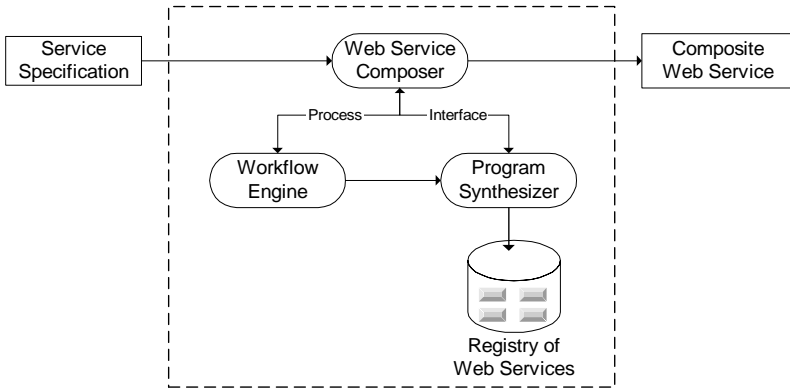 Service
Specification
Web Service
Composer
Composite
Web Service
Process
Interface
Workflow
Engine
Program
Synthesizer
Registry of
Web Services